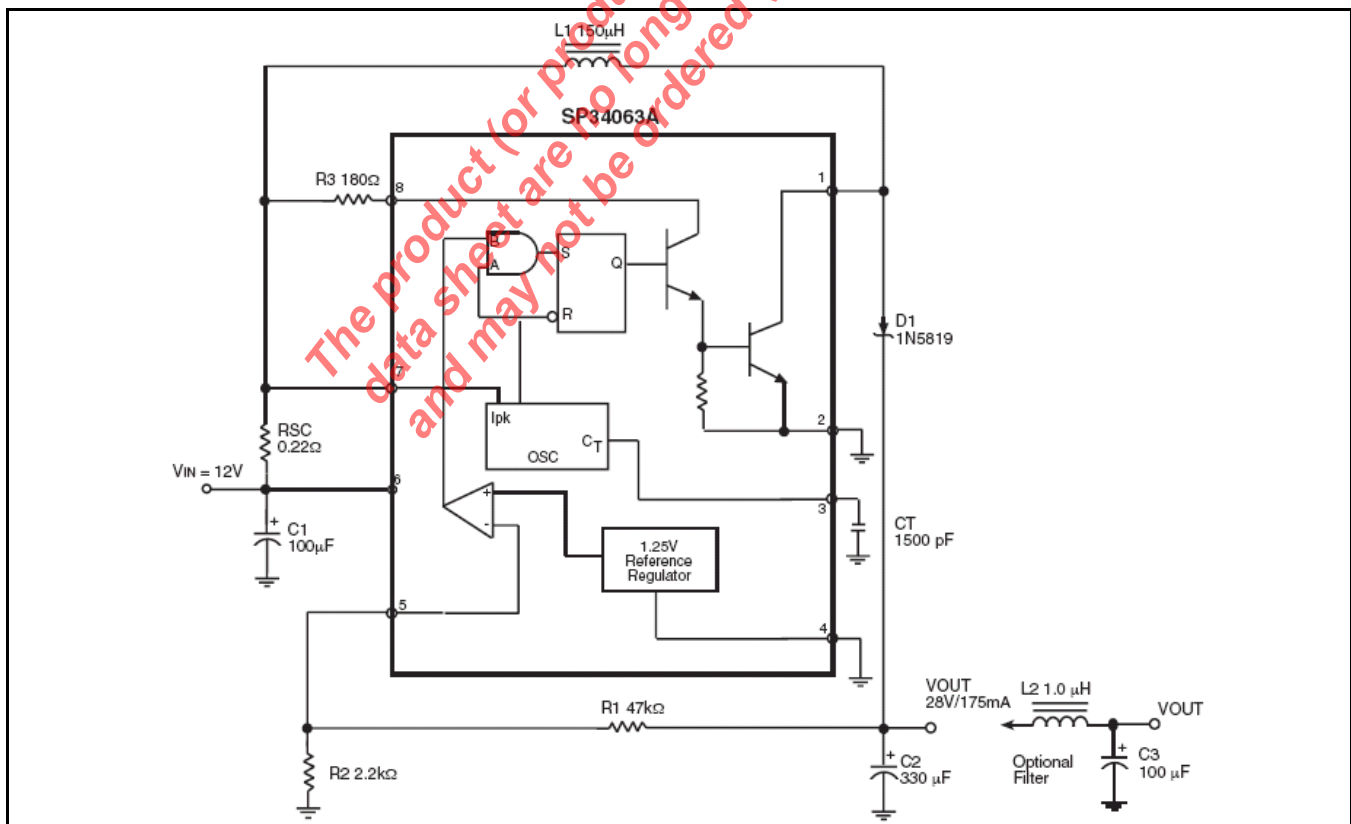 L1 150µH
SP34063A
R3 180Ω
8
1
B
A
S
Q
R
D1
1N5819
7
Ipk
CT
OSC
2
RSC
0.22Ω
VIN = 12V
6
+
C1
100µF
+
-
3
CT
1500 pF
1.25V
Reference
Regulator
5
4
VOUT
28V/175mA
L2 1.0 µH
VOUT
R1 47kΩ
R2 2.2kΩ
+
C2
330 µF
Optional
Filter
+
C3
100 µF
The product (or produ
data sheet are no long
and may not be ordered